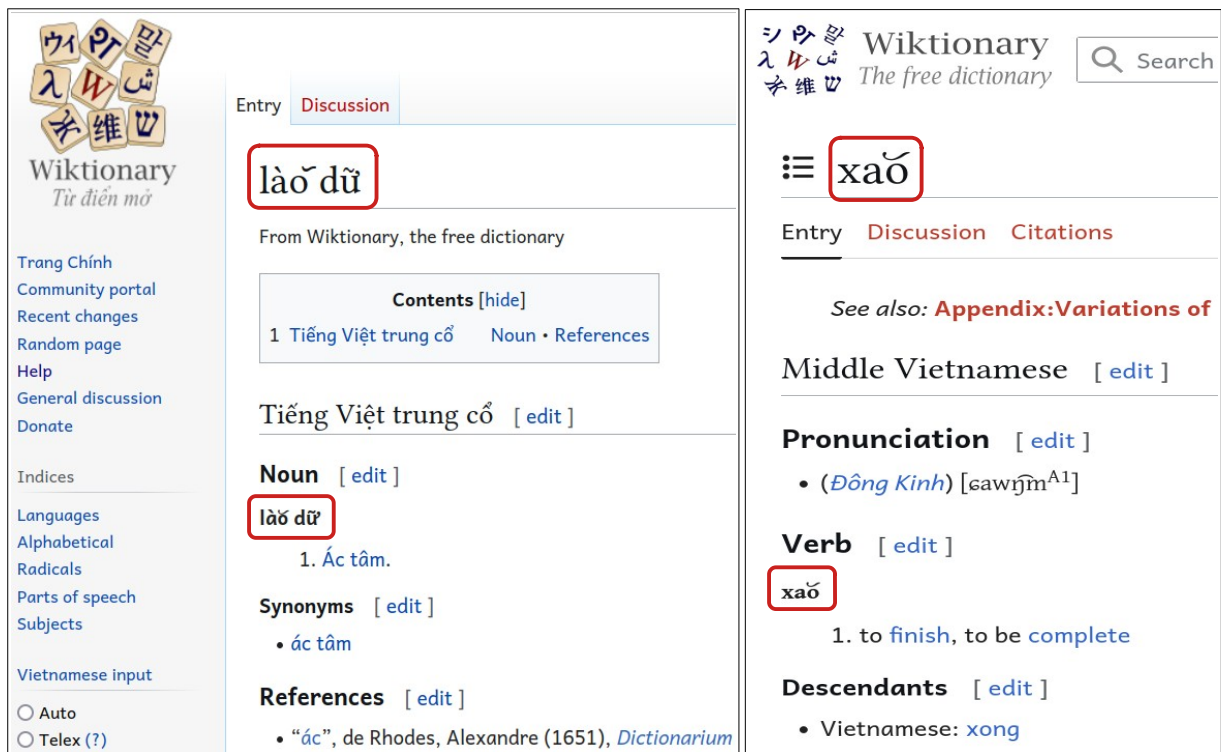 Wiktionary
Từ điển mở
Trang Chính
Community portal
Recent changes
Random page
Help
General discussion
Donate
Indices
Languages
Alphabetical
Radicals
Parts of speech
Subjects
Vietnamese input
Auto
Telex (?)
Entry Discussion
lào᷄ dữ
From Wiktionary, the free dictionary
Contents [hide]
1 Tiếng Việt trung cổ Noun • References
Tiếng Việt trung cổ [ edit ]
Noun [ edit ]
lào᷄ dữ
1. Ác tâm.
Synonyms [ edit ]
• ác tâm
References [ edit ]
• “ác”, de Rhodes, Alexandre (1651), Dictionarium
Wiktionary
The free dictionary
Search
xao᷄
Entry Discussion Citations
See also: Appendix:Variations of
Middle Vietnamese [ edit ]
Pronunciation [ edit ]
• (Đông Kinh) [ɕawŋ͡mᴬ¹]
Verb [ edit ]
xao᷄
1. to finish, to be complete
Descendants [ edit ]
• Vietnamese: xong